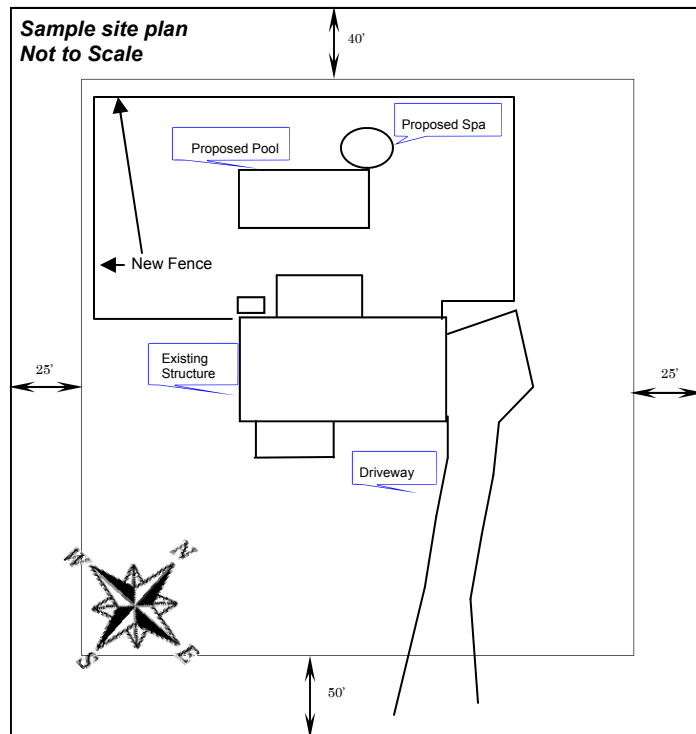 Sample site plan
Not to Scale
40'
Proposed Spa
Proposed Pool
New Fence
Existing
Structure
25'
25'
Driveway
W
N
S
E
50'